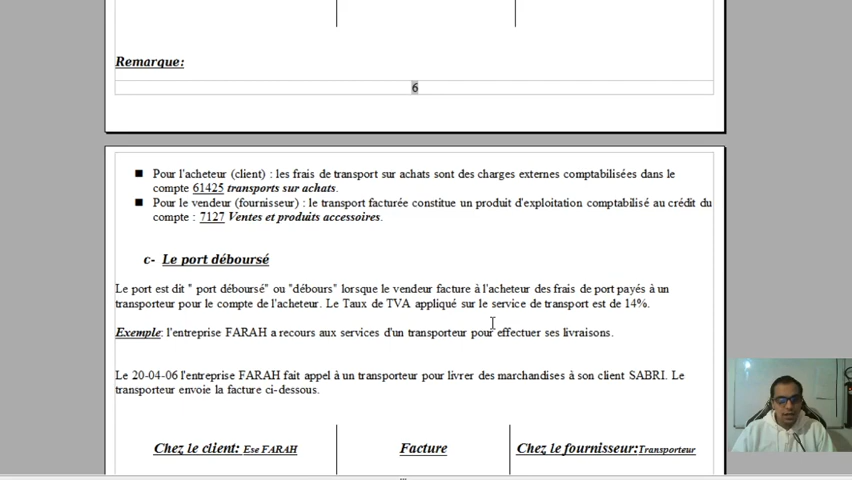 Remarque:
6
■ Pour l'acheteur (client) : les frais de transport sur achats sont des charges externes comptabilisées dans le
compte 61425 transports sur achats.
■ Pour le vendeur (fournisseur) : le transport facturée constitue un produit d'exploitation comptabilisé au crédit du
compte : 7127 Ventes et produits accessoires.
c- Le port déboursé
Le port est dit " port déboursé" ou "débours" lorsque le vendeur facture à l'acheteur des frais de port payés à un
transporteur pour le compte de l'acheteur. Le Taux de TVA appliqué sur le service de transport est de 14%.
Exemple: l'entreprise FARAH a recours aux services d'un transporteur pour effectuer ses livraisons.
Le 20-04-06 l'entreprise FARAH fait appel à un transporteur pour livrer des marchandises à son client SABRI. Le
transporteur envoie la facture ci-dessous.
Chez le client: Ese FARAH Facture Chez le fournisseur:Transporteur